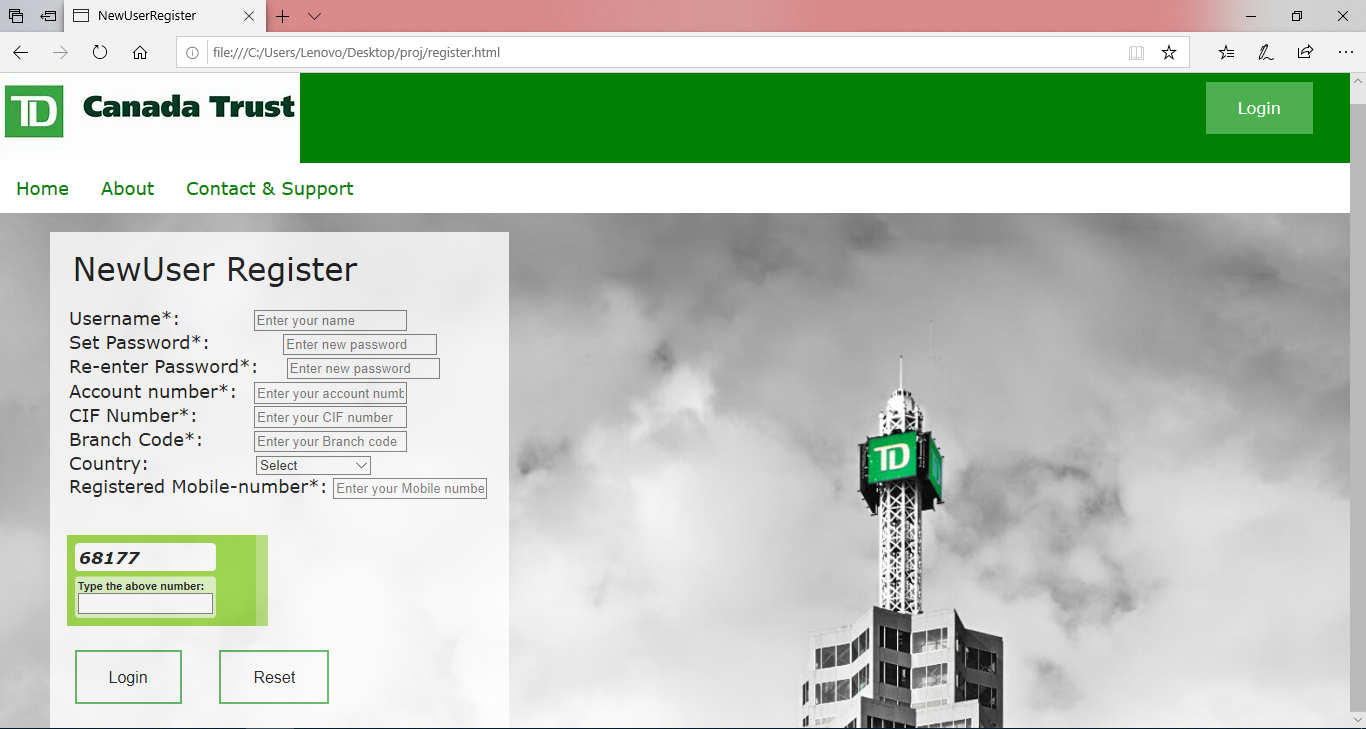 NewUserRegister
file:///C:/Users/Lenovo/Desktop/proj/register.html
TD Canada Trust
Login
Home About Contact & Support
NewUser Register
Username*: Enter your name
Set Password*: Enter new password
Re-enter Password*: Enter new password
Account number*: Enter your account numb
CIF Number*: Enter your CIF number
Branch Code*: Enter your Branch code
Country: Select
Registered Mobile-number*: Enter your Mobile numbe
TD
68177
Type the above number:
Login Reset